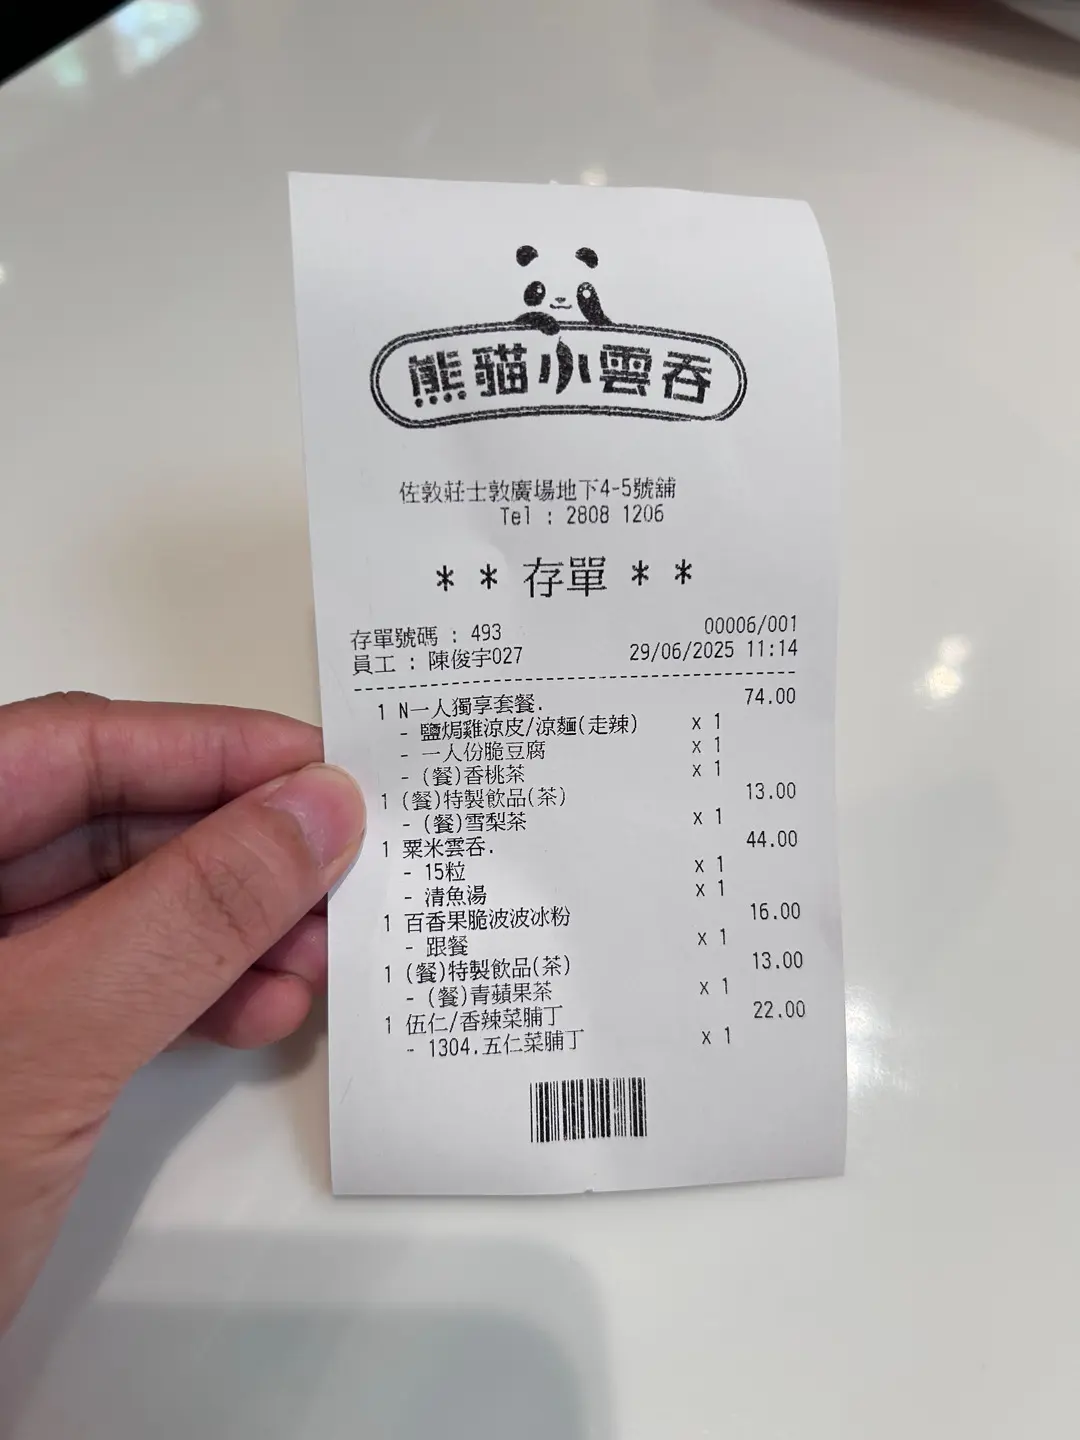 熊貓小雲吞
佐敦莊士敦廣場地下4-5號舖
Tel : 2808 1206
* * 存單 * *
存單號碼 : 493 00006/001
員工 : 陳俊宇027 29/06/2025 11:14
1 N一人獨享套餐. 74.00
- 鹽焗雞涼皮/涼麵(走辣) x 1
- 一人份脆豆腐 x 1
- (餐)香桃茶 x 1
1 (餐)特製飲品(茶) 13.00
- (餐)雪梨茶 x 1
1 粟米雲吞. 44.00
- 15粒 x 1
- 清魚湯 x 1
1 百香果脆波波冰粉 16.00
- 跟餐 x 1
1 (餐)特製飲品(茶) 13.00
- (餐)青蘋果茶 x 1
1 伍仁/香辣菜脯丁 22.00
- 1304.五仁菜脯丁 x 1